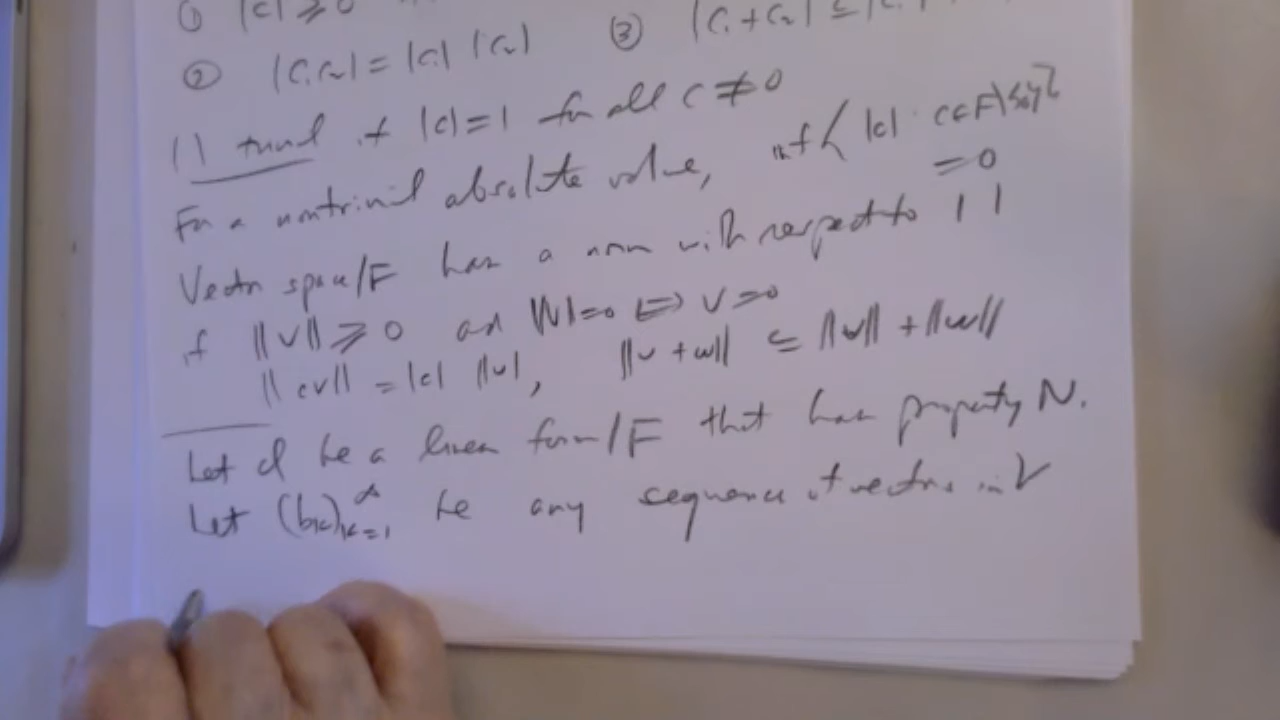 ① |c| ≥ 0
② |c₁c₂| = |c₁| |c₂| ③ |c₁ + c₂| ≤ |c₁
| | trivial if |c| = 1 for all c ≠ 0
For a nontrivial absolute value, inf { |c| : c ∈ F\{0} }
= 0
Vector space/F has a norm with respect to | |
if ||v|| ≥ 0 and ||v|| = 0 ⟺ v = 0
||cv|| = |c| ||v||, ||v + w|| ≤ ||v|| + ||w||
Let be a linear form/F that has property N.
Let (bₖ)ₖ₌₁^∞ be any sequence of vectors in V